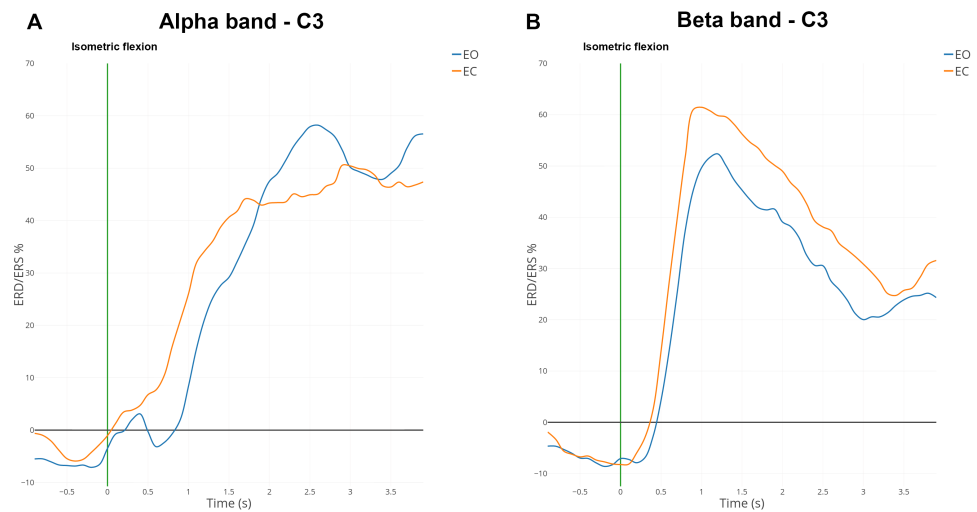 A
Alpha band - C3
Isometric flexion
EO
EC
70
60
50
40
30
20
10
0
−10
ERD/ERS %
−0.5 0 0.5 1 1.5 2 2.5 3 3.5
Time (s)
B
Beta band - C3
Isometric flexion
EO
EC
70
60
50
40
30
20
10
0
−10
ERD/ERS %
−0.5 0 0.5 1 1.5 2 2.5 3 3.5
Time (s)